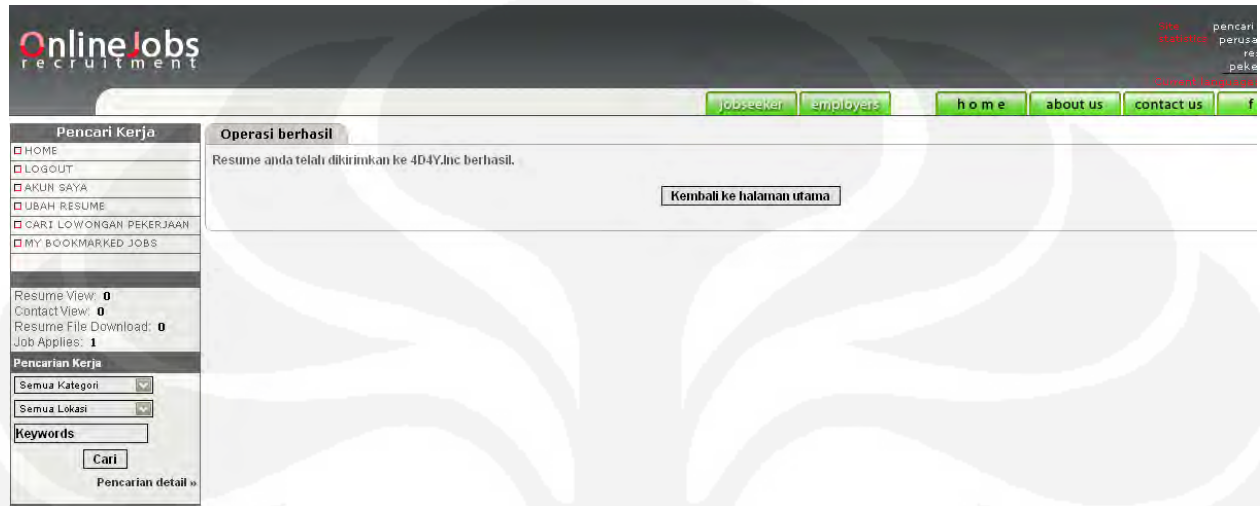 OnlineJobs
recruitment
pencari
perusa
re
peke
jobseeker
employers
home
about us
contact us
f
Pencari Kerja
HOME
LOGOUT
AKUN SAYA
UBAH RESUME
CARI LOWONGAN PEKERJAAN
MY BOOKMARKED JOBS
Operasi berhasil
Resume anda telah dikirimkan ke 4D4Y.Inc berhasil.
Kembali ke halaman utama
Resume View: 0
Contact View: 0
Resume File Download: 0
Job Applies: 1
Pencarian Kerja
Semua Kategori
Semua Lokasi
Keywords
Cari
Pencarian detail »